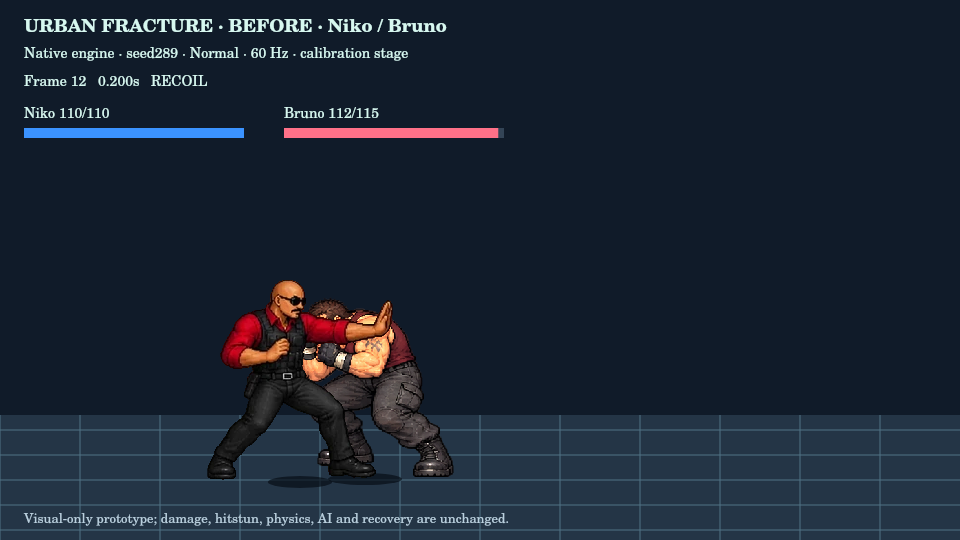 URBAN FRACTURE · BEFORE · Niko / Bruno
Native engine · seed289 · Normal · 60 Hz · calibration stage
Frame 12 0.200s RECOIL
Niko 110/110 Bruno 112/115
Visual-only prototype; damage, hitstun, physics, AI and recovery are unchanged.